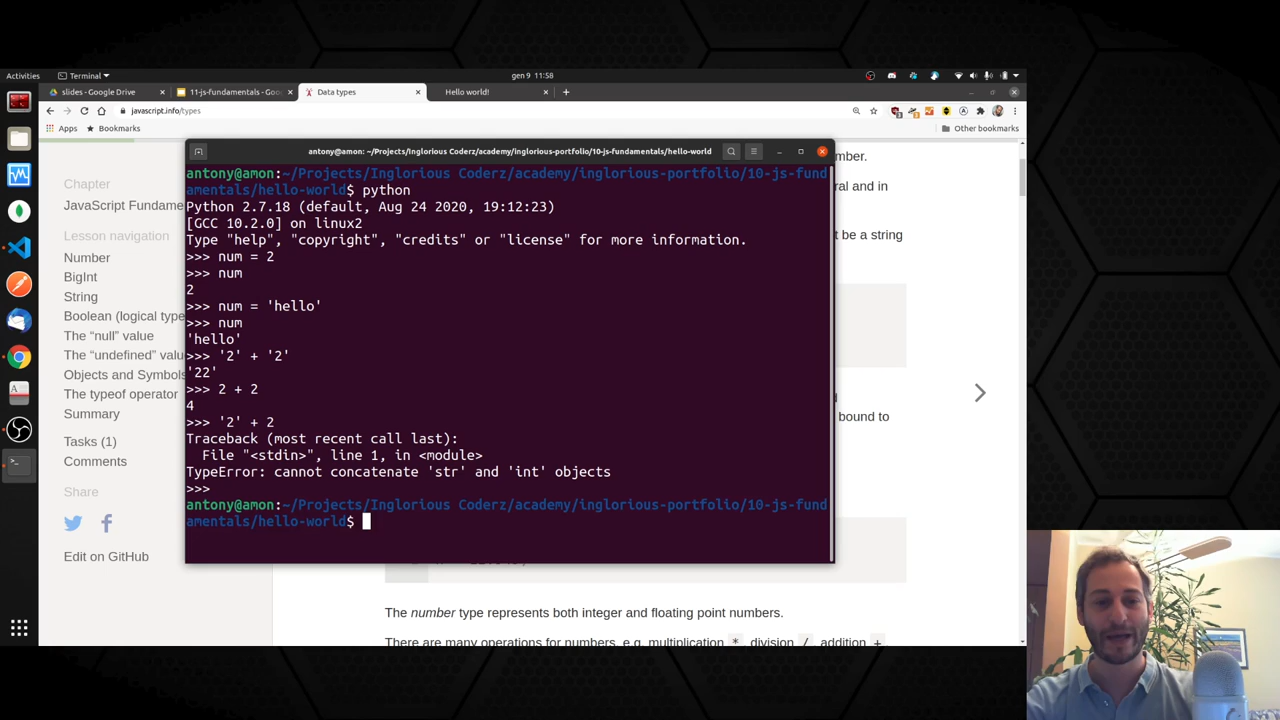 Activities
Terminal
gen 9 11:58
slides - Google Drive
11-js-fundamentals - Goo
Data types
Hello world!
javascript.info/types
Apps
Bookmarks
Other bookmarks
antony@amon: ~/Projects/Inglorious Coderz/academy/inglorious-portfolio/10-js-fundamentals/hello-world
Chapter
JavaScript Fundame
Lesson navigation
Number
BigInt
String
Boolean (logical type
The “null” value
The “undefined” valu
Objects and Symbols
The typeof operator
Summary
Tasks (1)
Comments
Share
Edit on GitHub
antony@amon:~/Projects/Inglorious Coderz/academy/inglorious-portfolio/10-js-fund
amentals/hello-world$ python
Python 2.7.18 (default, Aug 24 2020, 19:12:23)
[GCC 10.2.0] on linux2
Type "help", "copyright", "credits" or "license" for more information.
>>> num = 2
>>> num
2
>>> num = 'hello'
>>> num
'hello'
>>> '2' + '2'
'22'
>>> 2 + 2
4
>>> '2' + 2
Traceback (most recent call last):
  File "<stdin>", line 1, in <module>
TypeError: cannot concatenate 'str' and 'int' objects
>>>
antony@amon:~/Projects/Inglorious Coderz/academy/inglorious-portfolio/10-js-fund
amentals/hello-world$
mber.
ral and in
t be a string
d
bound to
The number type represents both integer and floating point numbers.
There are many operations for numbers, e.g. multiplication *, division /, addition +,